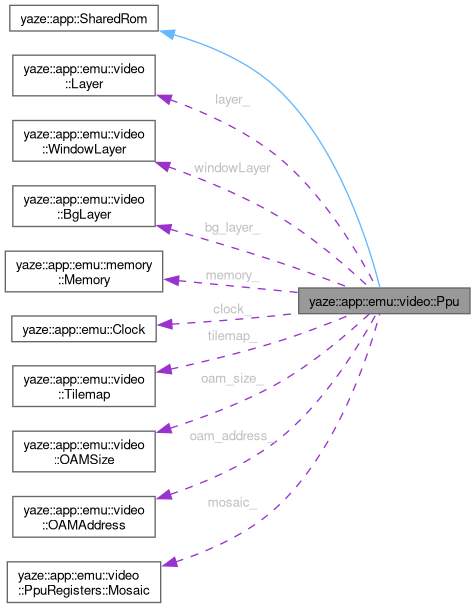 yaze::app::SharedRom
yaze::app::emu::video
::Layer
layer_
yaze::app::emu::video
::WindowLayer
windowLayer
yaze::app::emu::video
::BgLayer
bg_layer_
yaze::app::emu::memory
::Memory
memory_
yaze::app::emu::video::Ppu
clock_
yaze::app::emu::Clock
tilemap_
yaze::app::emu::video
::Tilemap
oam_size_
yaze::app::emu::video
::OAMSize
oam_address_
yaze::app::emu::video
::OAMAddress
mosaic_
yaze::app::emu::video
::PpuRegisters::Mosaic